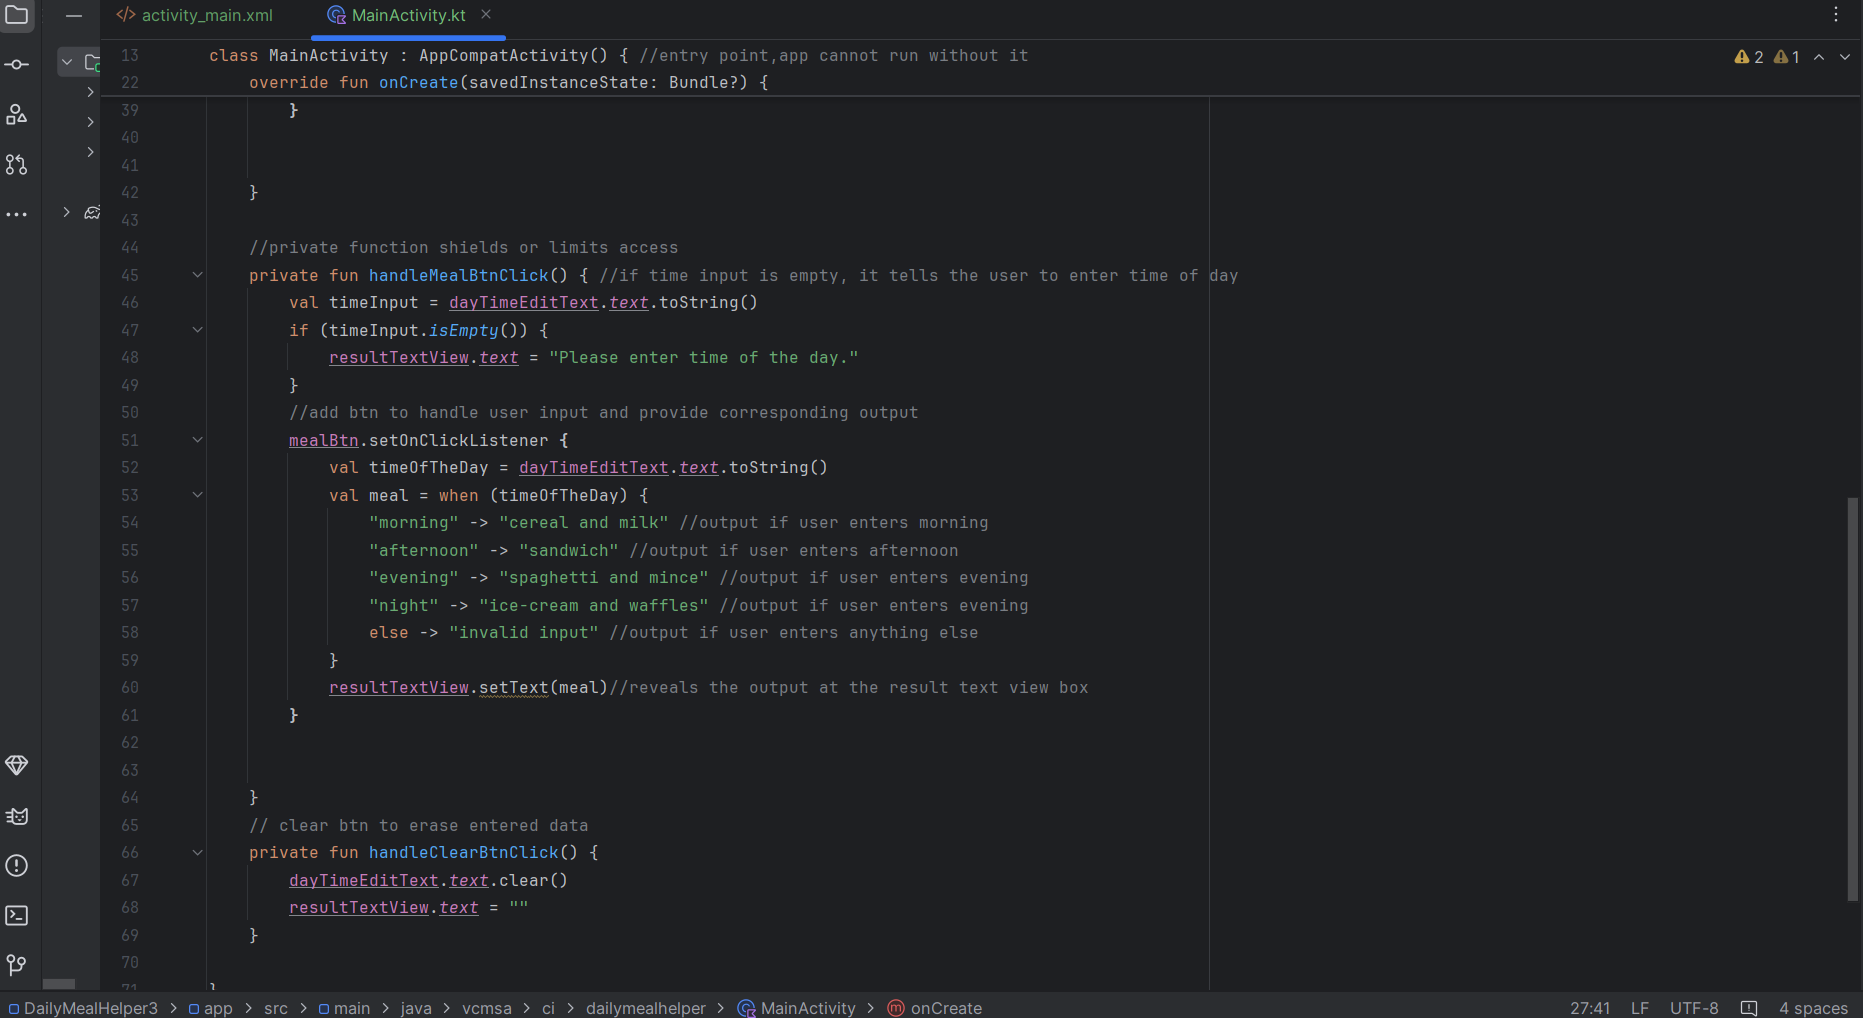 activity_main.xml
MainActivity.kt
13 class MainActivity : AppCompatActivity() { //entry point,app cannot run without it
2 1
22 override fun onCreate(savedInstanceState: Bundle?) {
39 }
40
41
42 }
43
44 //private function shields or limits access
45 private fun handleMealBtnClick() { //if time input is empty, it tells the user to enter time of day
46 val timeInput = dayTimeEditText.text.toString()
47 if (timeInput.isEmpty()) {
48 resultTextView.text = "Please enter time of the day."
49 }
50 //add btn to handle user input and provide corresponding output
51 mealBtn.setOnClickListener {
52 val timeOfTheDay = dayTimeEditText.text.toString()
53 val meal = when (timeOfTheDay) {
54 "morning" -> "cereal and milk" //output if user enters morning
55 "afternoon" -> "sandwich" //output if user enters afternoon
56 "evening" -> "spaghetti and mince" //output if user enters evening
57 "night" -> "ice-cream and waffles" //output if user enters evening
58 else -> "invalid input" //output if user enters anything else
59 }
60 resultTextView.setText(meal)//reveals the output at the result text view box
61 }
62
63
64 }
65 // clear btn to erase entered data
66 private fun handleClearBtnClick() {
67 dayTimeEditText.text.clear()
68 resultTextView.text = ""
69 }
70
71 }
DailyMealHelper3 > app > src > main > java > vcmsa > ci > dailymealhelper > MainActivity > onCreate
27:41 LF UTF-8 4 spaces